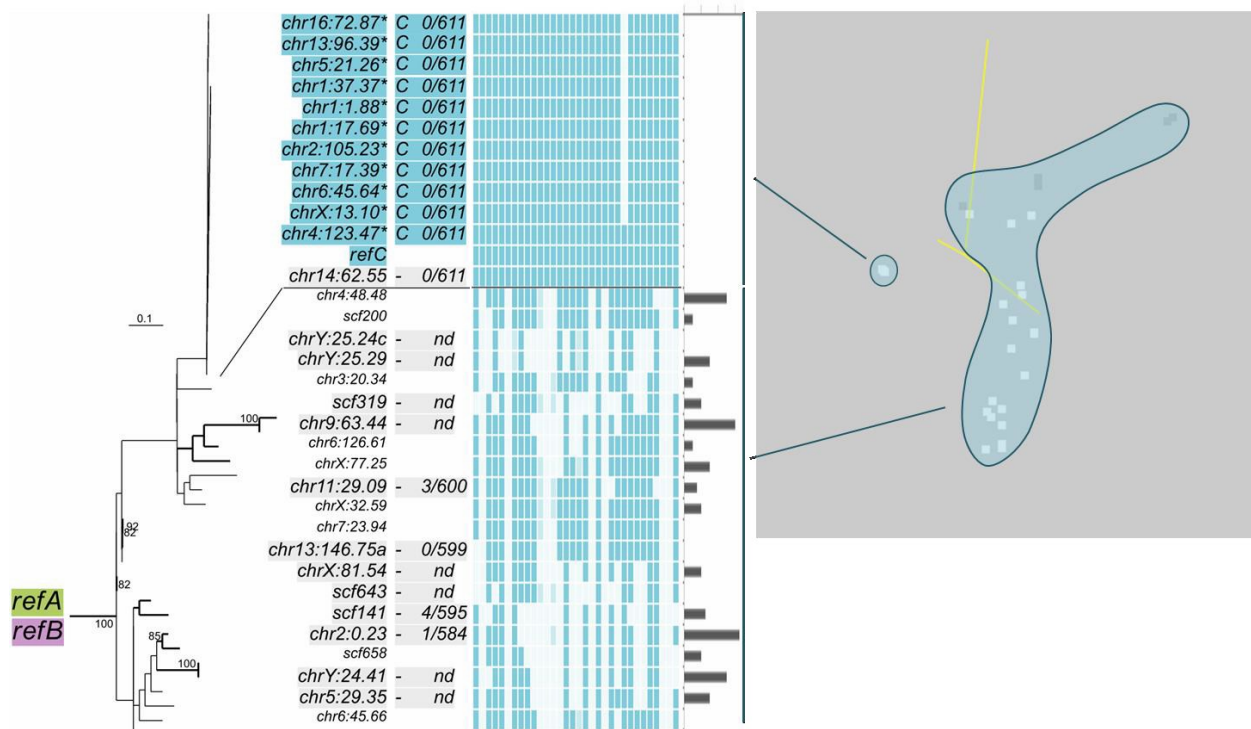 chr16:72.87* C 0/611
chr13:96.39* C 0/611
chr5:21.26* C 0/611
chr1:37.37* C 0/611
chr1:1.88* C 0/611
chr1:17.69* C 0/611
chr2:105.23* C 0/611
chr7:17.39* C 0/611
chr6:45.64* C 0/611
chrX:13.10* C 0/611
chr4:123.47* C 0/611
refC
chr14:62.55 - 0/611
chr4:48.48
0.1
scf200
chrY:25.24c - nd
chrY:25.29 - nd
chr3:20.34
scf319 - nd
100
chr9:63.44 - nd
chr6:126.61
chrX:77.25
chr11:29.09 - 3/600
chrX:32.59
92
82
chr7:23.94
chr13:146.75a - 0/599
chrX:81.54 - nd
82
scf643 - nd
refA
scf141 - 4/595
100
refB
85
chr2:0.23 - 1/584
scf658
100
chrY:24.41 - nd
chr5:29.35 - nd
chr6:45.66